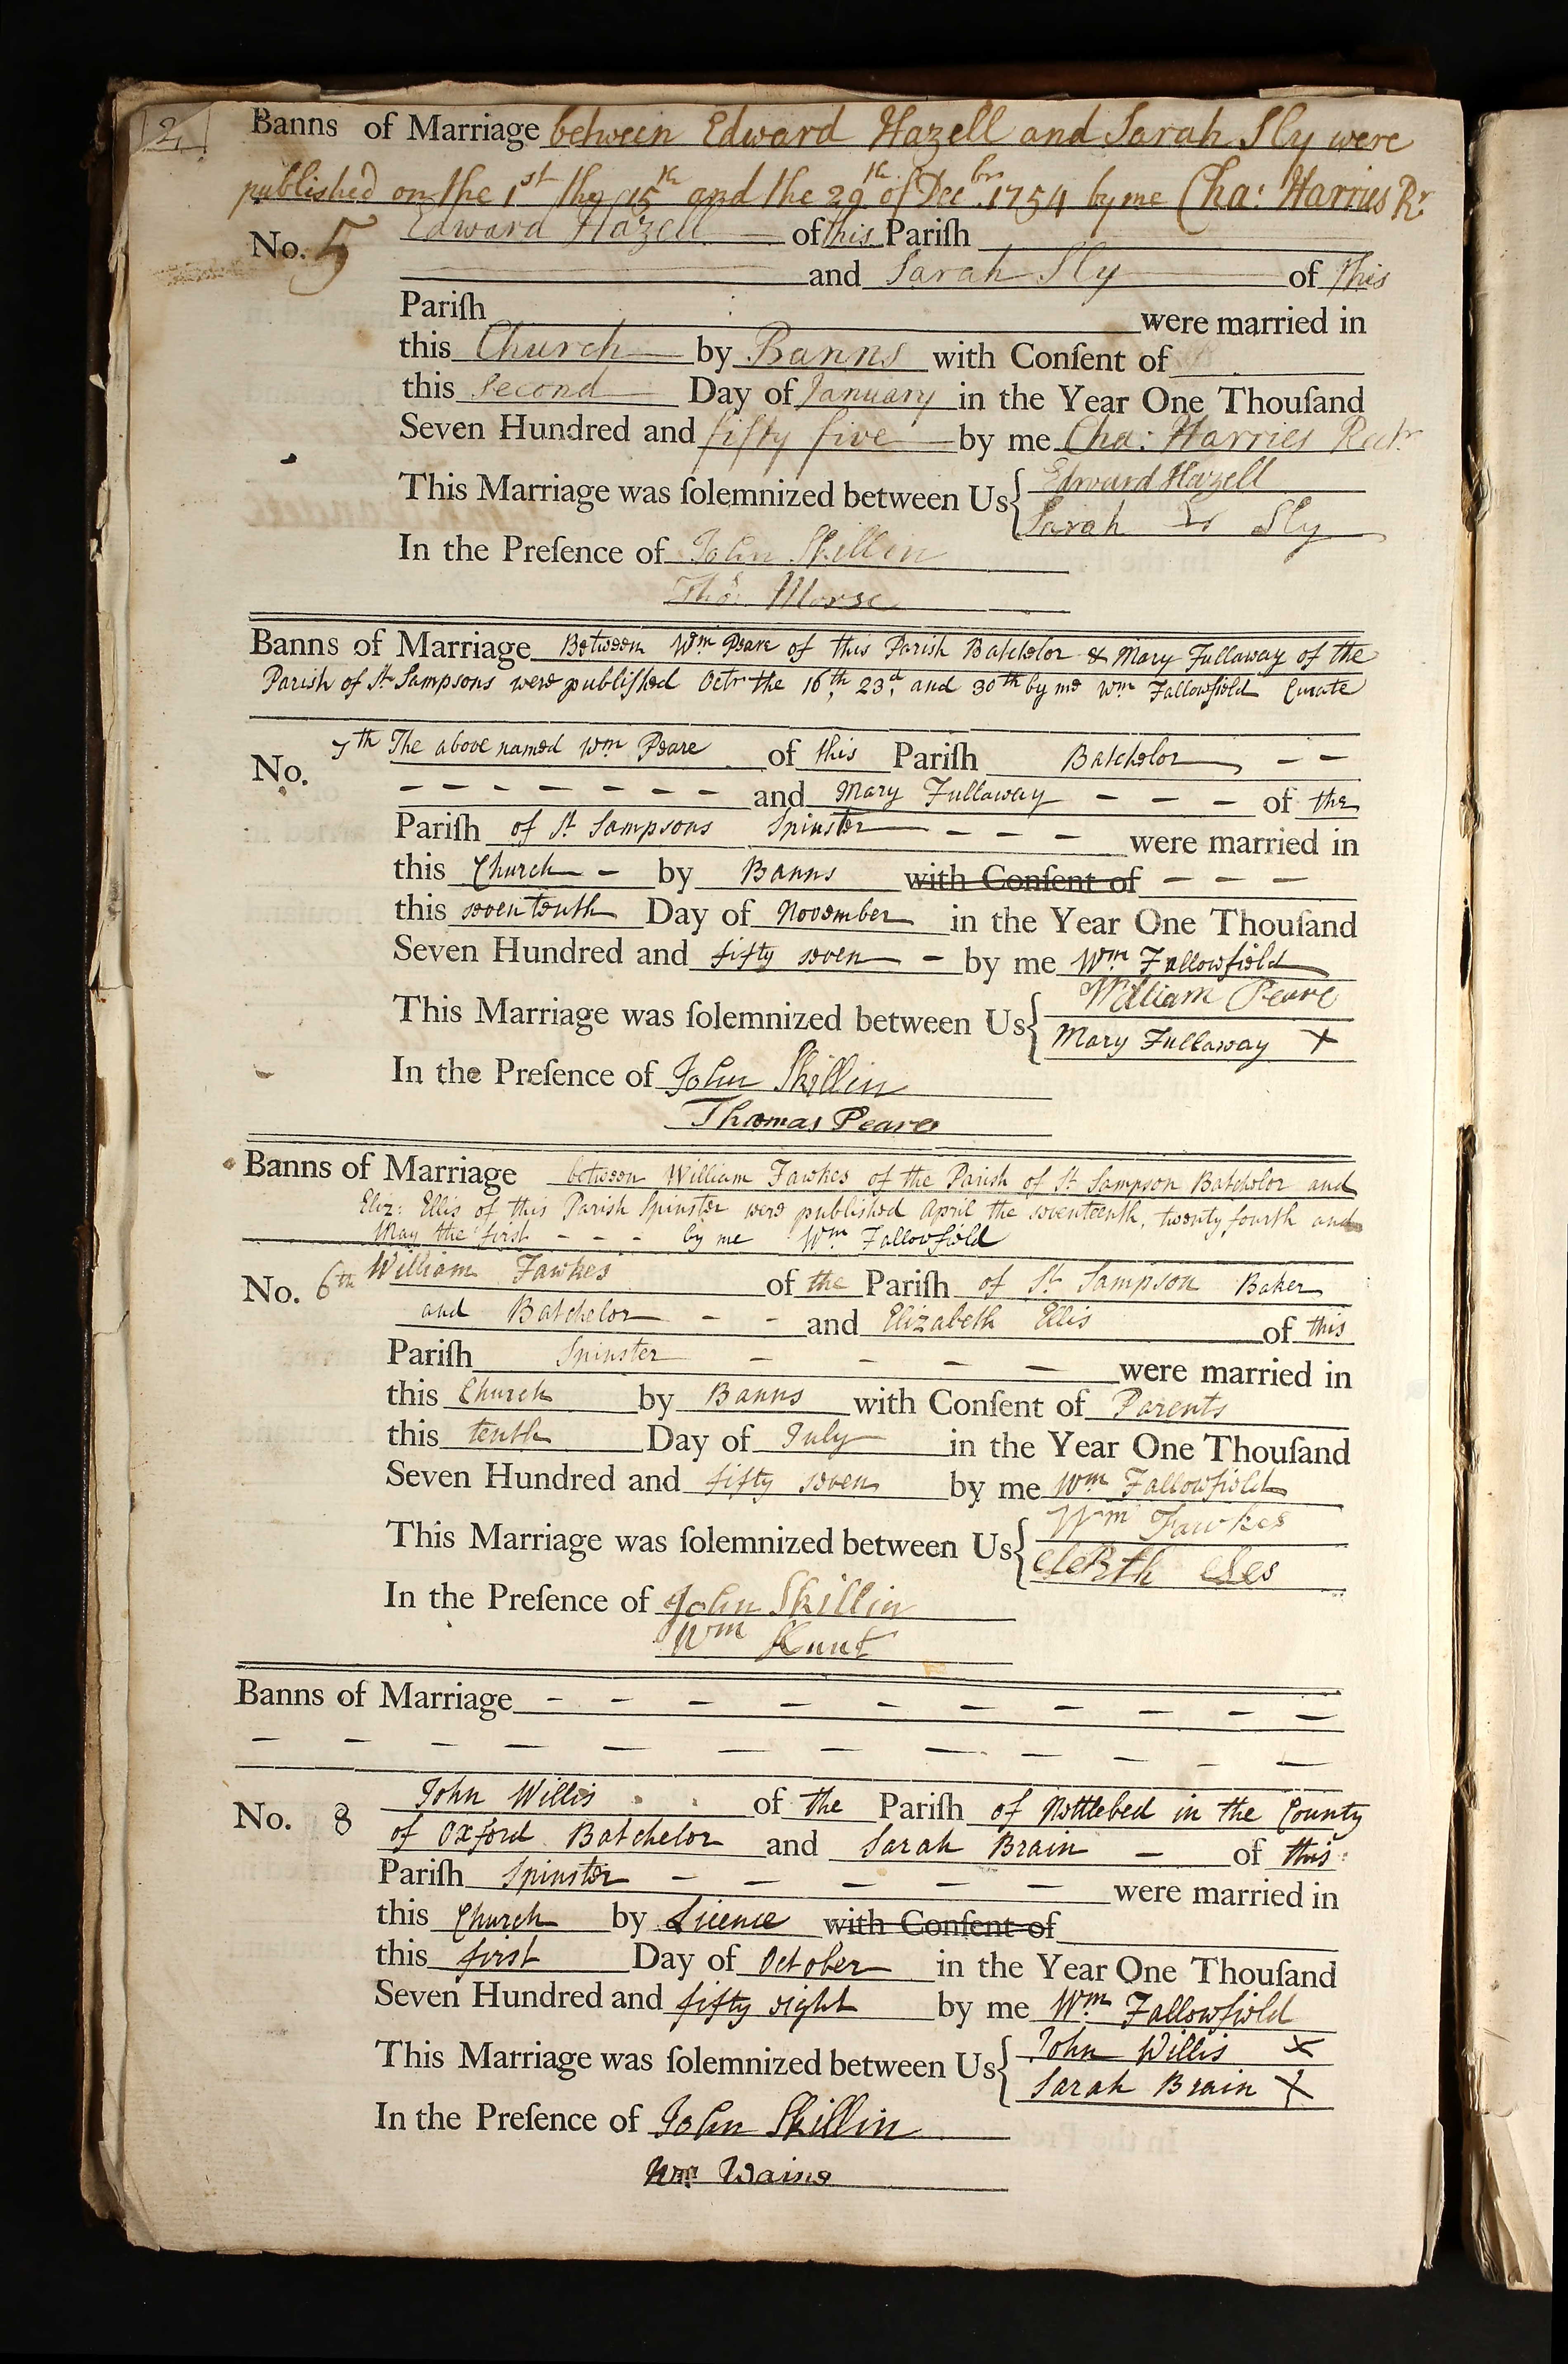 2
Banns of Marriage between Edward Hazell and Sarah Sly were
published on the 1st the 15th and the 29th of Decbr. 1754 by me Cha: Harries Rr.
No. 5 Edward Hazell of this Pariſh
and Sarah Sly of this
Pariſh were married in
this Church by Banns with Conſent of
this Second Day of January in the Year One Thouſand
Seven Hundred and fifty five by me Cha: Harries Rectr.
This Marriage was ſolemnized between Us { Edward Hazell
Sarah Sly
In the Preſence of John Skillin
Thos. Morse
Banns of Marriage Between Wm Peare of this Parish Batchelor & Mary Fullaway of the
Parish of St Sampsons were published Octr the 16th, 23d, and 30th by me Wm Fallowfield Curate
No. 7th The above named Wm Peare of this Pariſh Batchelor - -
- - - - - - - - and Mary Fullaway - - - of the
Pariſh of St Sampsons Spinster - - - were married in
this Church - by Banns with Conſent of - - -
this seventeenth Day of November in the Year One Thouſand
Seven Hundred and fifty seven - by me Wm Fallowfield
This Marriage was ſolemnized between Us { William Peare
Mary Fullaway X
In the Preſence of John Skillin
Thomas Peare
Banns of Marriage between William Fawkes of the Parish of St Sampson Batchelor and
Eliz: Ellis of this Parish Spinster were published April the seventeenth, twenty fourth and
May the first - - - by me Wm Fallowfield
No. 6th William Fawkes of the Pariſh of St Sampson Baker
and Batchelor - - and Elizabeth Ellis of this
Pariſh Spinster - - - - were married in
this Church by Banns with Conſent of Parents
this tenth Day of July in the Year One Thouſand
Seven Hundred and fifty seven by me Wm Fallowfield
This Marriage was ſolemnized between Us { Wm Fawkes
In the Preſence of John Skillin
Wm Hunt
Banns of Marriage - - - - - - - - - -
- - - - - - - - - - - -
No. 8 John Willis of the Pariſh of Nettlebed in the County
of Oxford Batchelor and Sarah Brain - of this
Pariſh Spinster - - - - - were married in
this Church by Licence with Conſent of
this first Day of October in the Year One Thouſand
Seven Hundred and fifty eight by me Wm Fallowfield
This Marriage was ſolemnized between Us { John Willis X
Sarah Brain X
In the Preſence of John Skillin
Wm Waine